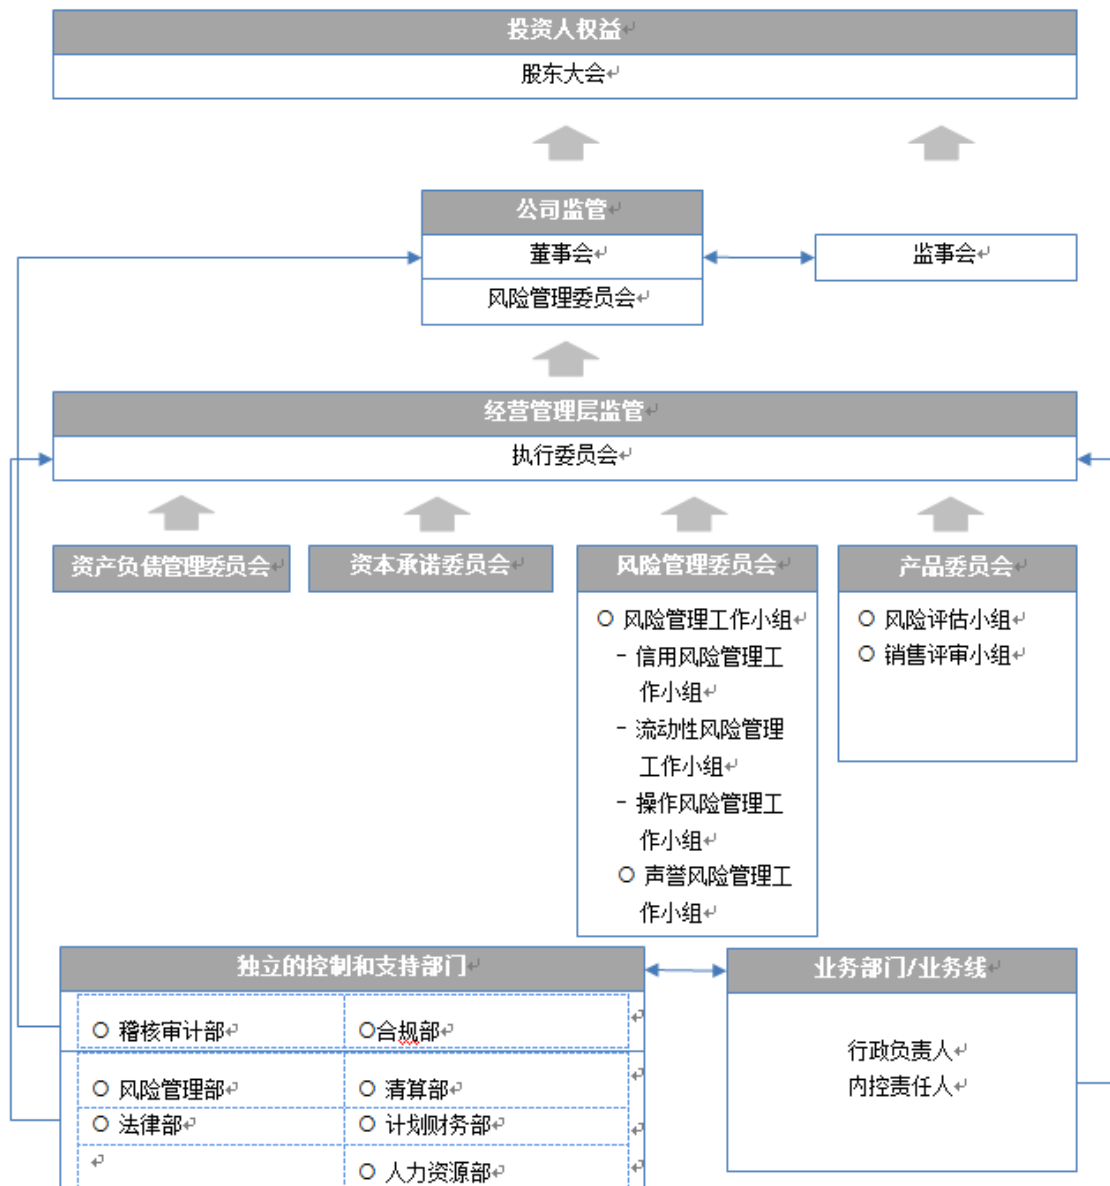 投资人权益
股东大会
公司监管
董事会
监事会
风险管理委员会
经营管理层监管
执行委员会
资产负债管理委员会
资本承诺委员会
风险管理委员会
○ 风险管理工作小组
- 信用风险管理工
作小组
- 流动性风险管理
工作小组
- 操作风险管理工
作小组
○ 声誉风险管理工
作小组
产品委员会
○ 风险评估小组
○ 销售评审小组
独立的控制和支持部门
○ 稽核审计部
○合规部
○ 风险管理部
○ 清算部
○ 法律部
○ 计划财务部
○ 人力资源部
业务部门/业务线
行政负责人
内控责任人